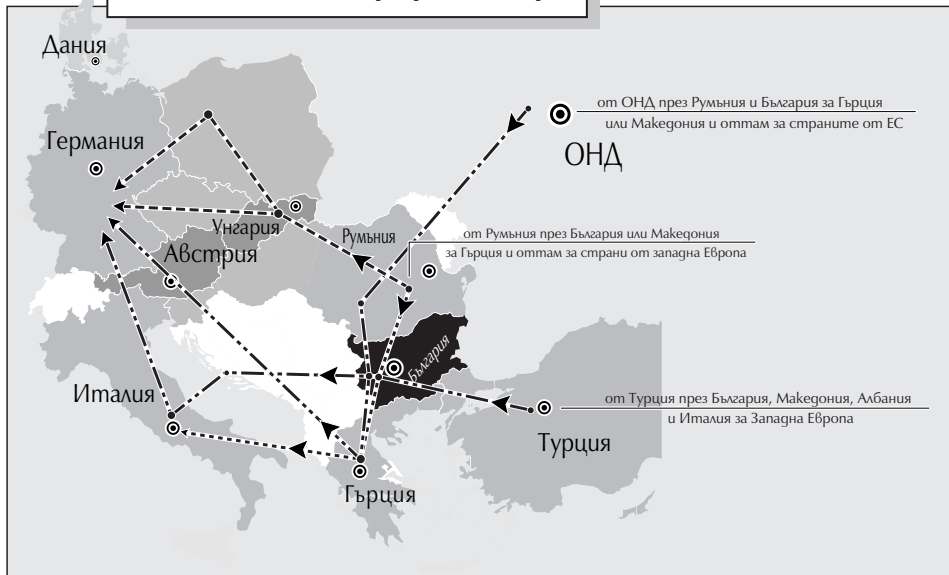 Дания
от ОНД през Румъния и България за Гърция
или Македония и оттам за страните от ЕС
Германия
ОНД
Унгария
Румъния
от Румъния през България или Македония
за Гърция и оттам за страни от западна Европа
Австрия
България
Италия
от Турция през България, Македония, Албания
и Италия за Западна Европа
Турция
Гърция